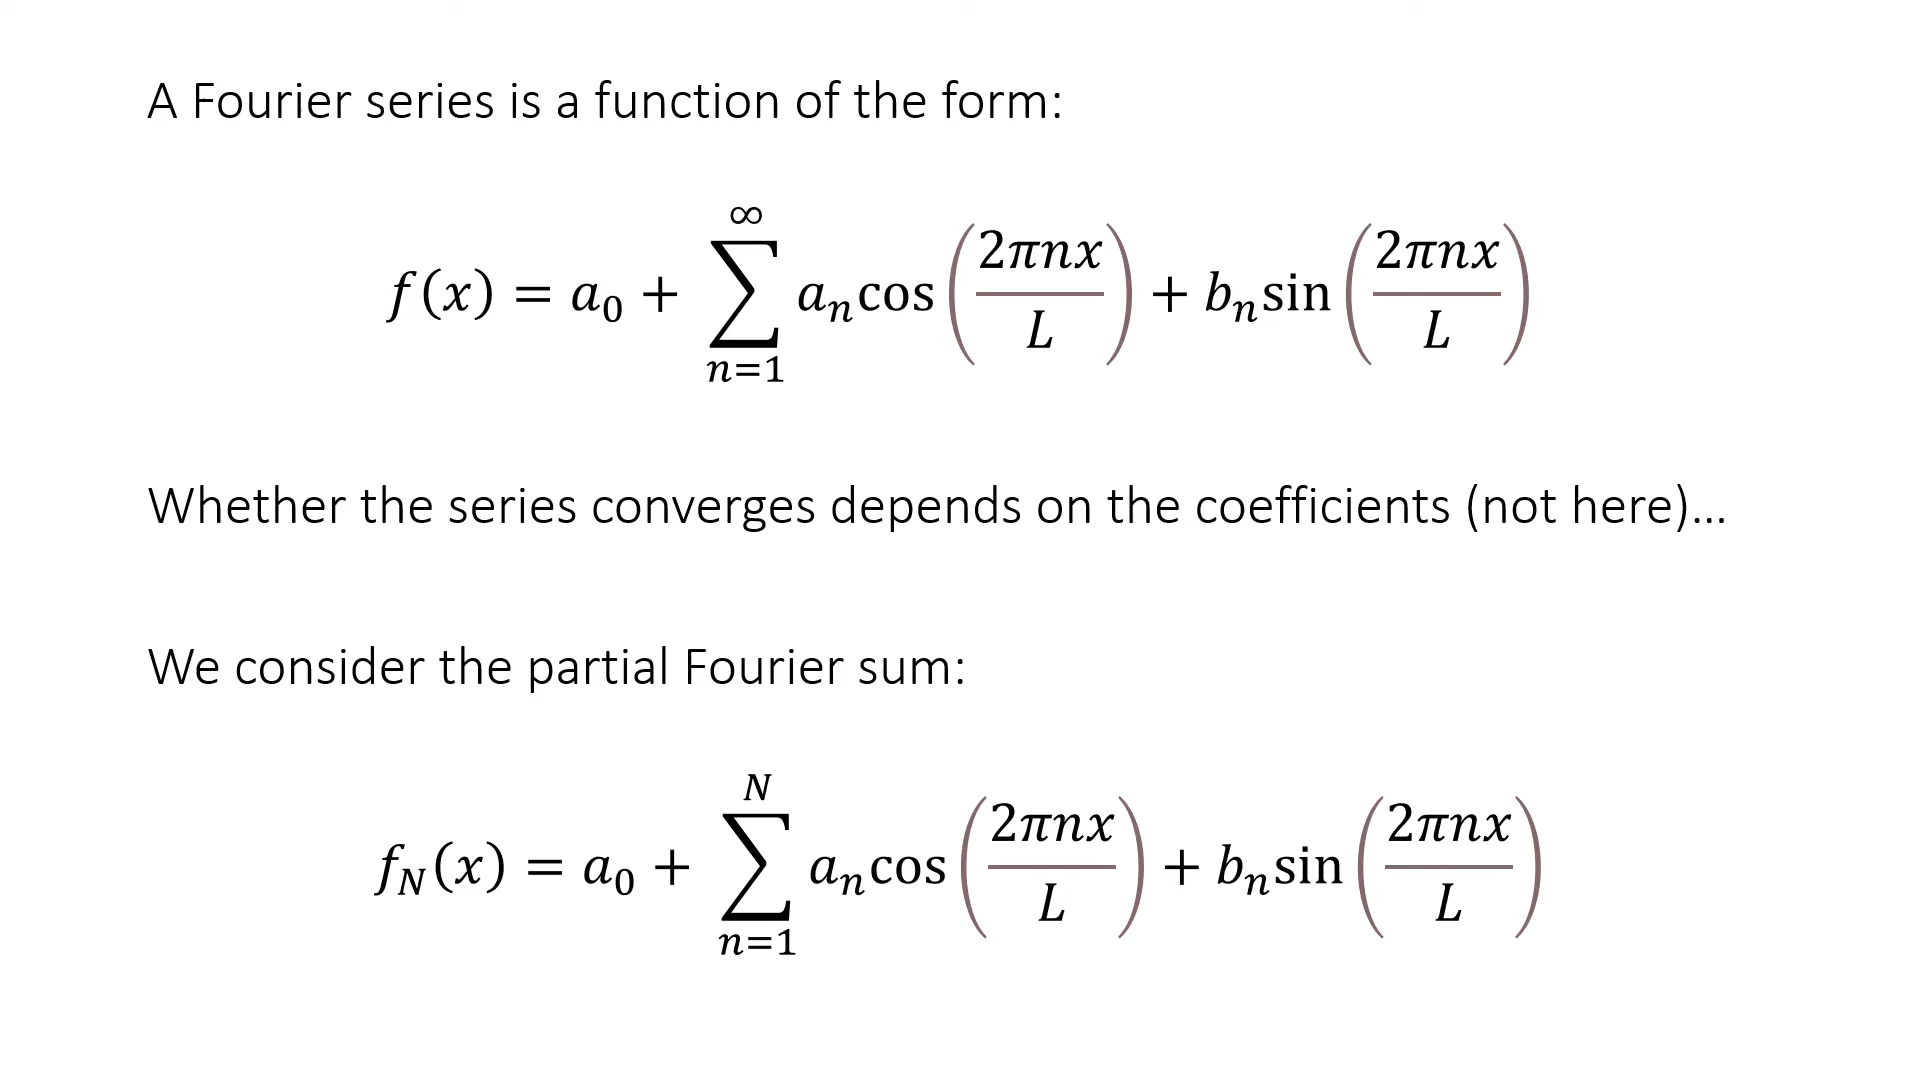 A Fourier series is a function of the form:
f(x) = a₀ + ∑_{n=1}^{∞} aₙcos(2πnx/L) + bₙsin(2πnx/L)
Whether the series converges depends on the coefficients (not here)...
We consider the partial Fourier sum:
f_N(x) = a₀ + ∑_{n=1}^{N} aₙcos(2πnx/L) + bₙsin(2πnx/L)